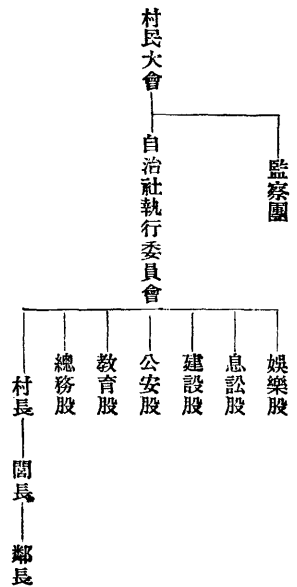 村民大會
監察團
自治社執行委員會
娛樂股
息訟股
建設股
公安股
教育股
總務股
村長
閭長
鄰長